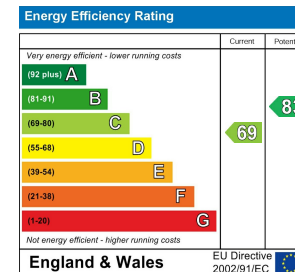 Energy Efficiency Rating
Current
Very energy efficient - lower running costs
(92 plus) A
(81-91) B
(69-80) C
(55-68) D
(39-54) E
(21-38) F
(1-20) G
69
Not energy efficient - higher running costs
England & Wales
EU Directive
2002/91/EC